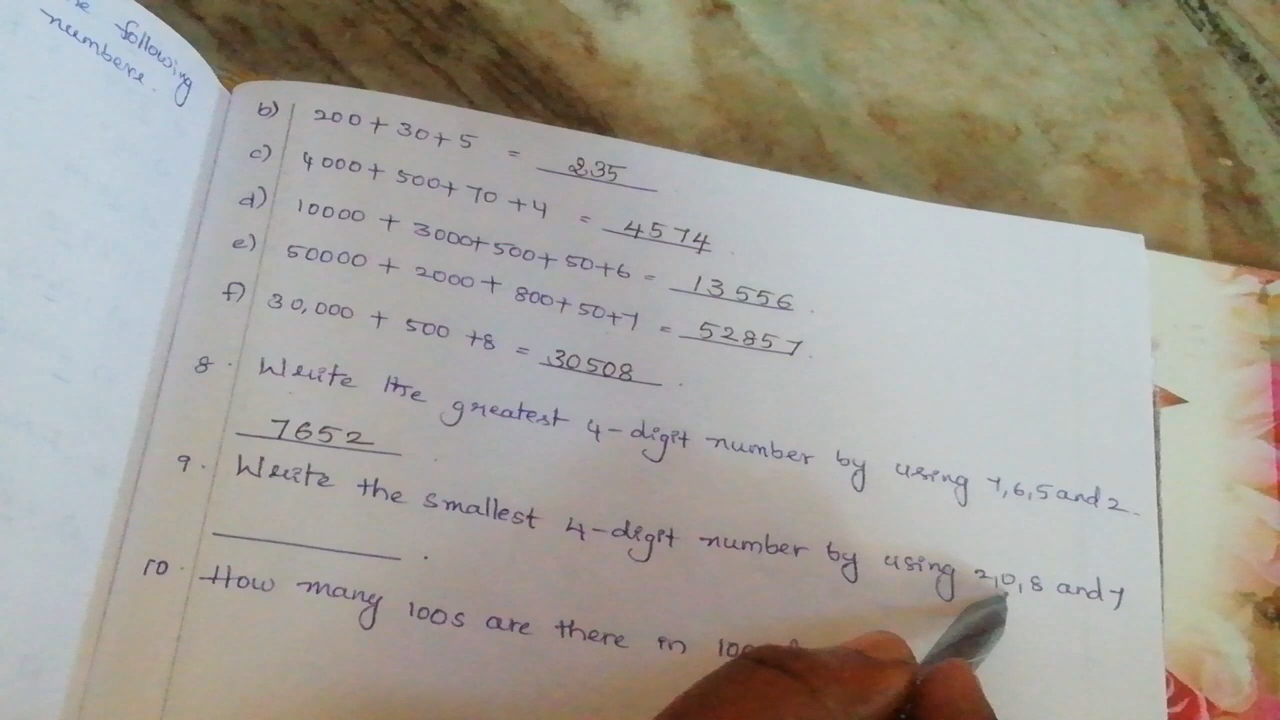 following
numbers.
b) 200 + 30 + 5 = 235
c) 4000 + 500 + 70 + 4 = 4574.
d) 10000 + 3000 + 500 + 50 + 6 = 13556.
e) 50000 + 2000 + 800 + 50 + 7 = 52857.
f) 30,000 + 500 + 8 = 30508.
8. Write the greatest 4-digit number by using 7, 6, 5 and 2.
7652
9. Write the smallest 4-digit number by using 2, 0, 8 and 7
.
10. How many 100s are there in